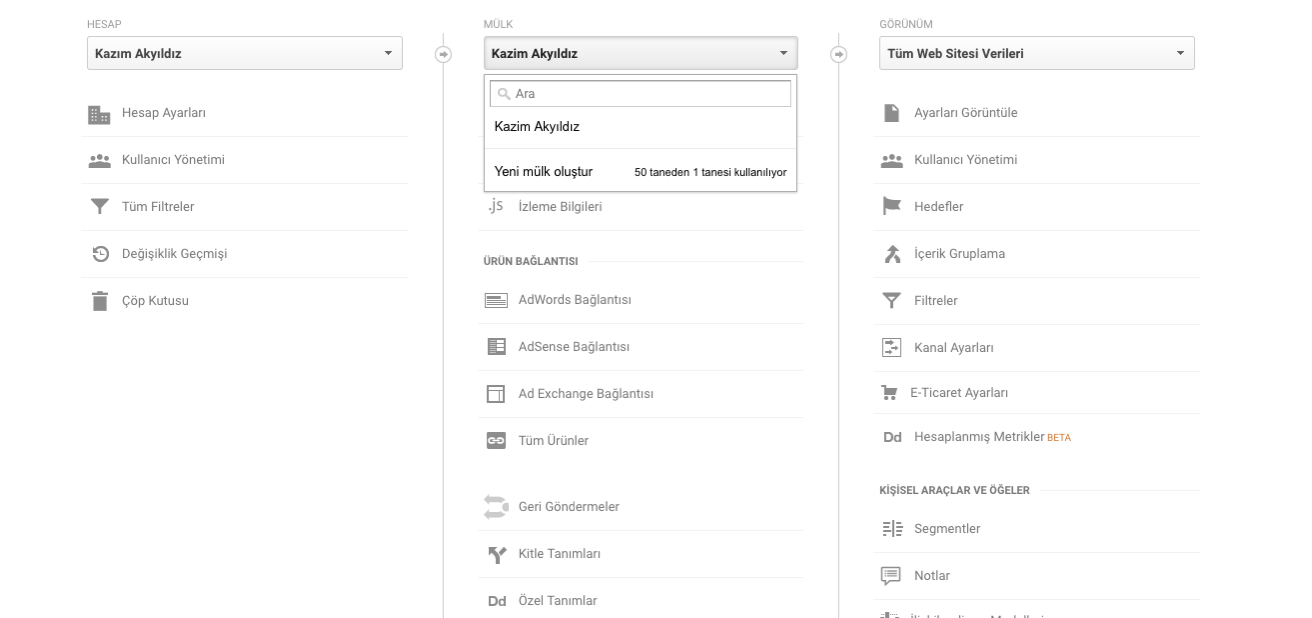 HESAP
Kazım Akyıldız
Hesap Ayarları
Kullanıcı Yönetimi
Tüm Filtreler
Değişiklik Geçmişi
Çöp Kutusu
MÜLK
Kazim Akyıldız
Ara
Kazim Akyıldız
Yeni mülk oluştur 50 taneden 1 tanesi kullanılıyor
.js İzleme Bilgileri
ÜRÜN BAĞLANTISI
AdWords Bağlantısı
AdSense Bağlantısı
Ad Exchange Bağlantısı
Tüm Ürünler
Geri Göndermeler
Kitle Tanımları
Dd Özel Tanımlar
GÖRÜNÜM
Tüm Web Sitesi Verileri
Ayarları Görüntüle
Kullanıcı Yönetimi
Hedefler
İçerik Gruplama
Filtreler
Kanal Ayarları
E-Ticaret Ayarları
Dd Hesaplanmış Metrikler BETA
KİŞİSEL ARAÇLAR VE ÖĞELER
Segmentler
Notlar